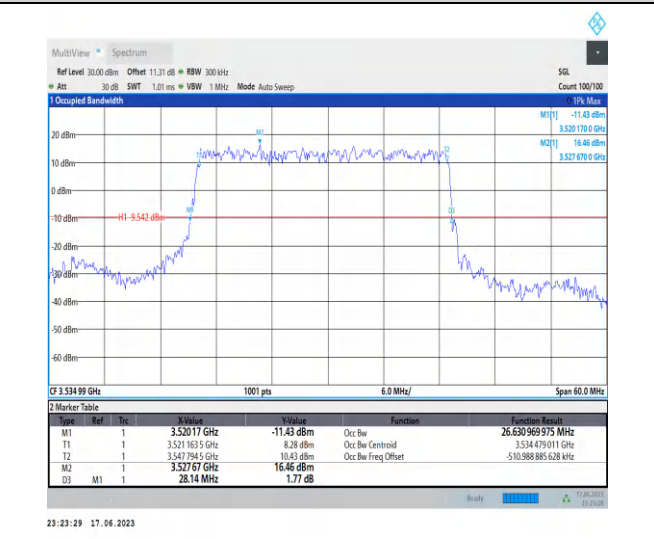 MultiView Spectrum
Ref Level 30.00 dBm Offset 11.31 dB RBW 300 kHz SGL
Att 30 dB SWT 1.01 ms VBW 1 MHz Mode Auto Sweep Count 100/100
1 Occupied Bandwidth 1Pk Max
M1[1] -11.43 dBm
3.520 170 0 GHz
M2[1] 16.46 dBm
3.527 670 0 GHz
M2
20 dBm
T1 T2
10 dBm
0 dBm
M1 D3
-10 dBm H1 -9.542 dBm
-20 dBm
-30 dBm
-40 dBm
-50 dBm
-60 dBm
CF 3.534 99 GHz 1001 pts 6.0 MHz/ Span 60.0 MHz
2 Marker Table
Type Ref Trc X-Value Y-Value Function Function Result
M1 1 3.52017 GHz -11.43 dBm Occ Bw 26.630 969 975 MHz
T1 1 3.521 163 5 GHz 8.28 dBm Occ Bw Centroid 3.534 479 011 GHz
T2 1 3.547 794 5 GHz 10.43 dBm Occ Bw Freq Offset -510.988 885 628 kHz
M2 1 3.52767 GHz 16.46 dBm
D3 M1 1 28.14 MHz 1.77 dB
Ready 17.06.2023
23:23:28
23:23:29 17.06.2023